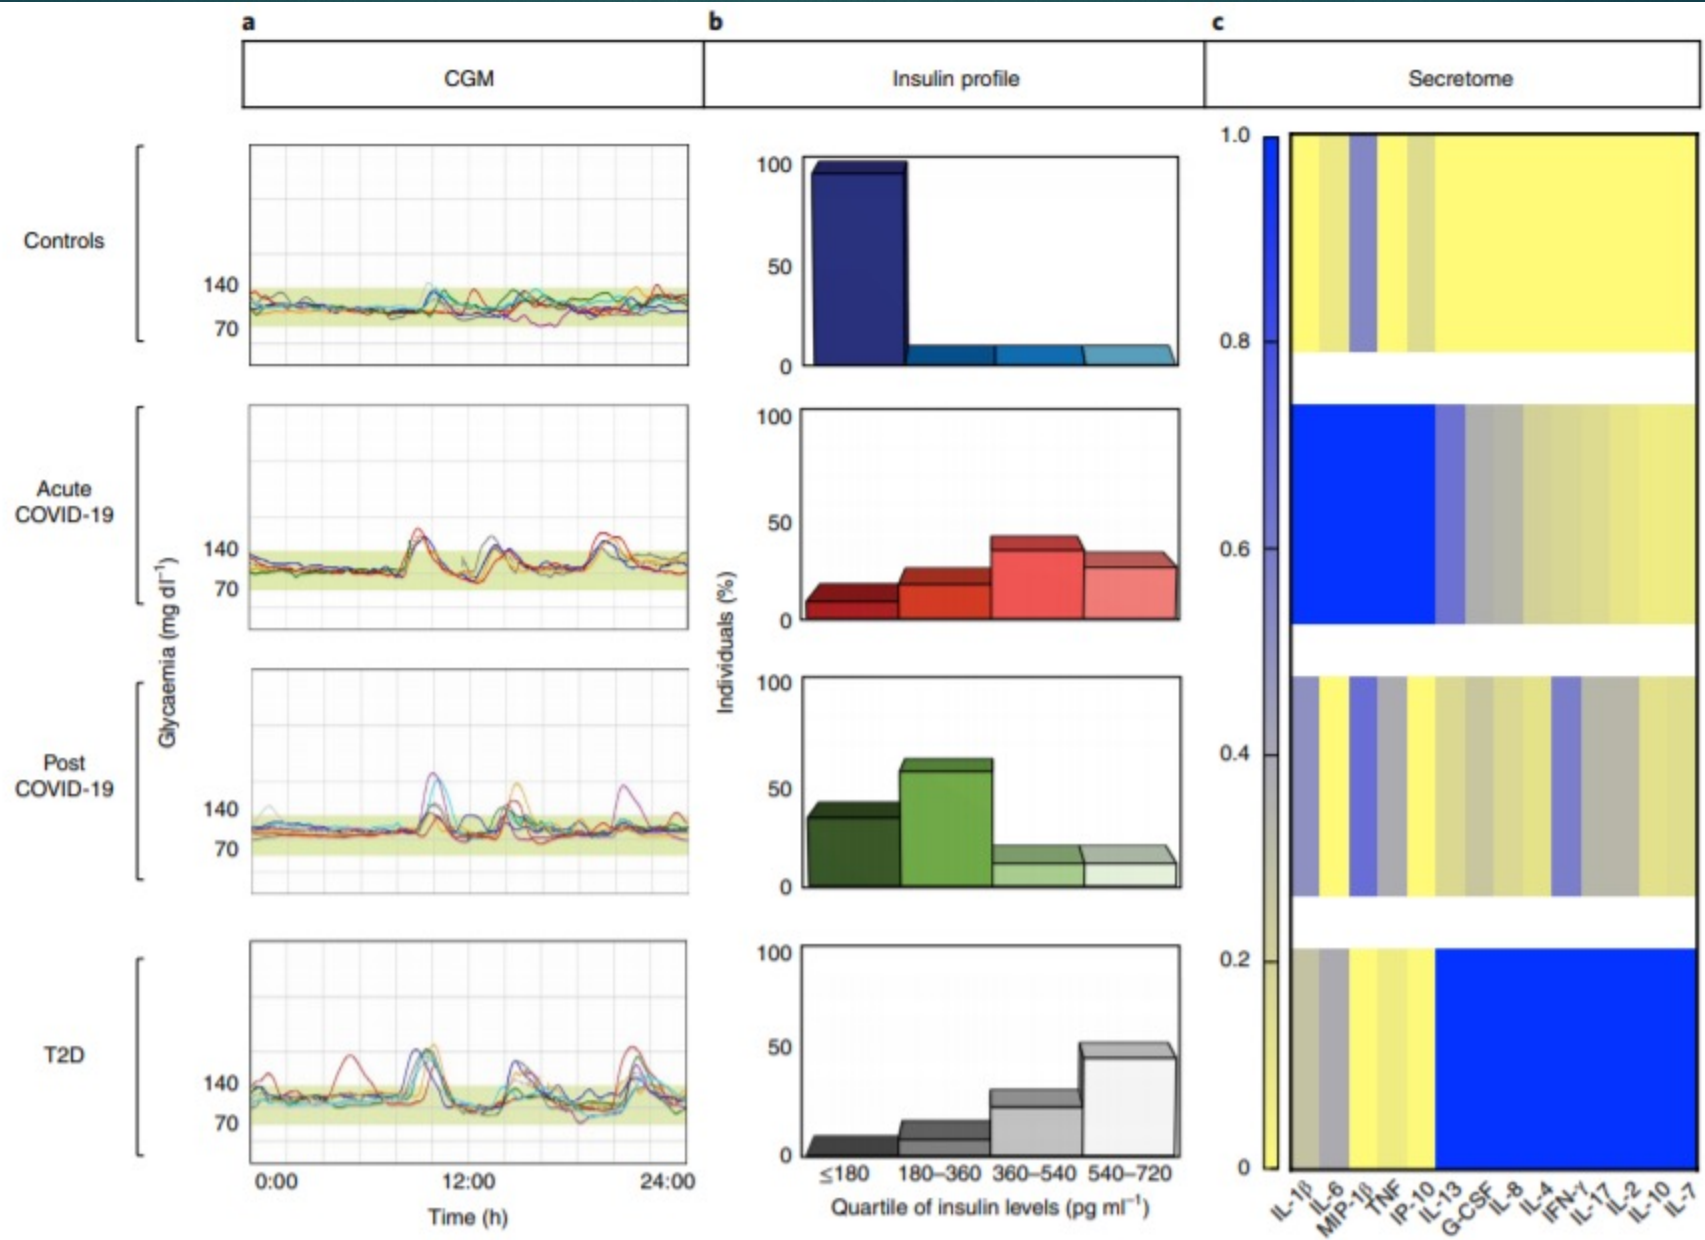 a
b
c
CGM
Insulin profile
Secretome
Controls
Acute
COVID-19
Post
COVID-19
T2D
Glycaemia (mg dl⁻¹)
140
70
140
70
140
70
140
70
0:00
12:00
24:00
Time (h)
Individuals (%)
100
50
0
100
50
0
100
50
0
100
50
0
≤180
180–360
360–540
540–720
Quartile of insulin levels (pg ml⁻¹)
1.0
0.8
0.6
0.4
0.2
0
IL-1β
IL-6
MIP-1β
TNF
IP-10
IL-13
G-CSF
IL-8
IL-4
IFN-γ
IL-17
IL-2
IL-10
IL-7